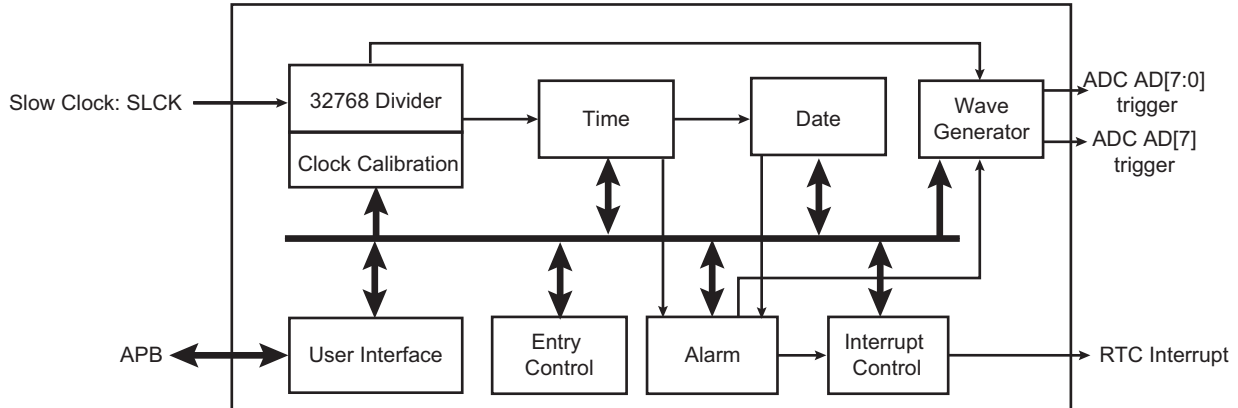 Slow Clock: SLCK
32768 Divider
Clock Calibration
Time
Date
Wave
Generator
ADC AD[7:0]
trigger
ADC AD[7]
trigger
APB
User Interface
Entry
Control
Alarm
Interrupt
Control
RTC Interrupt